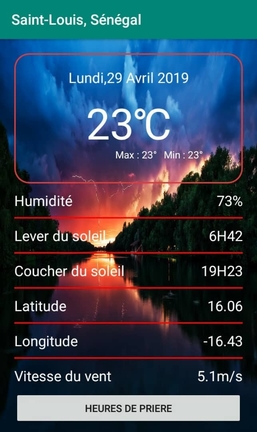 Saint-Louis, Sénégal
Lundi,29 Avril 2019
23°C
Max : 23° Min : 23°
Humidité 73%
Lever du soleil 6H42
Coucher du soleil 19H23
Latitude 16.06
Longitude -16.43
Vitesse du vent 5.1m/s
HEURES DE PRIERE